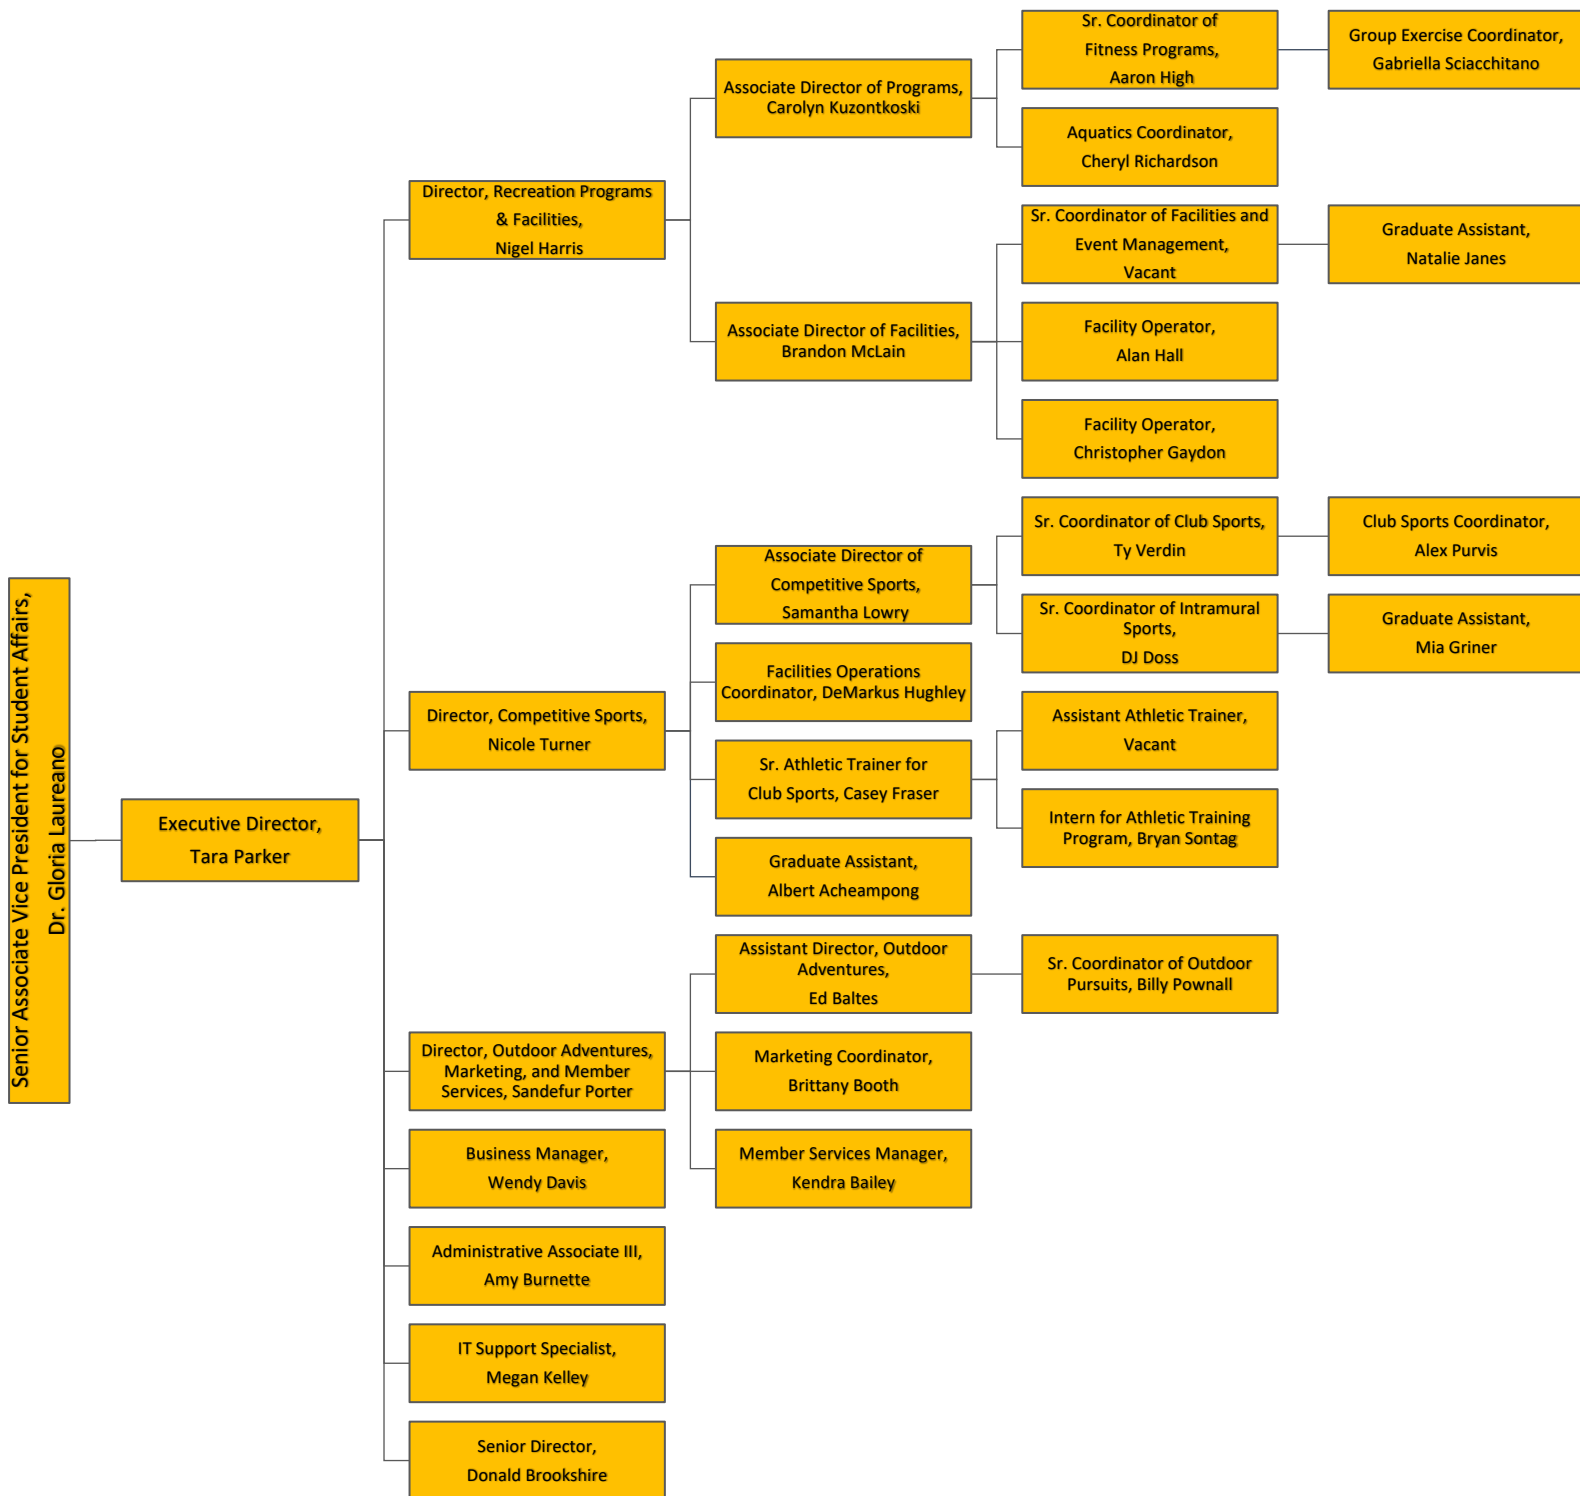 Senior Associate Vice President for Student Affairs,
Dr. Gloria Laureano
Executive Director,
Tara Parker
Director, Recreation Programs
& Facilities,
Nigel Harris
Associate Director of Programs,
Carolyn Kuzontkoski
Sr. Coordinator of
Fitness Programs,
Aaron High
Group Exercise Coordinator,
Gabriella Sciacchitano
Aquatics Coordinator,
Cheryl Richardson
Associate Director of Facilities,
Brandon McLain
Sr. Coordinator of Facilities and
Event Management,
Vacant
Graduate Assistant,
Natalie Janes
Facility Operator,
Alan Hall
Facility Operator,
Christopher Gaydon
Director, Competitive Sports,
Nicole Turner
Associate Director of
Competitive Sports,
Samantha Lowry
Sr. Coordinator of Club Sports,
Ty Verdin
Club Sports Coordinator,
Alex Purvis
Sr. Coordinator of Intramural
Sports,
DJ Doss
Graduate Assistant,
Mia Griner
Facilities Operations
Coordinator, DeMarkus Hughley
Sr. Athletic Trainer for
Club Sports, Casey Fraser
Assistant Athletic Trainer,
Vacant
Intern for Athletic Training
Program, Bryan Sontag
Graduate Assistant,
Albert Acheampong
Director, Outdoor Adventures,
Marketing, and Member
Services, Sandefur Porter
Assistant Director, Outdoor
Adventures,
Ed Baltes
Sr. Coordinator of Outdoor
Pursuits, Billy Pownall
Marketing Coordinator,
Brittany Booth
Member Services Manager,
Kendra Bailey
Business Manager,
Wendy Davis
Administrative Associate III,
Amy Burnette
IT Support Specialist,
Megan Kelley
Senior Director,
Donald Brookshire